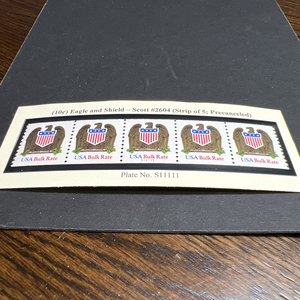 (10¢) Eagle and Shield – Scott #2604 (Strip of 5; Precanceled)
USA Bulk Rate USA Bulk Rate USA Bulk Rate USA Bulk Rate USA Bulk Rate
Plate No. S11111